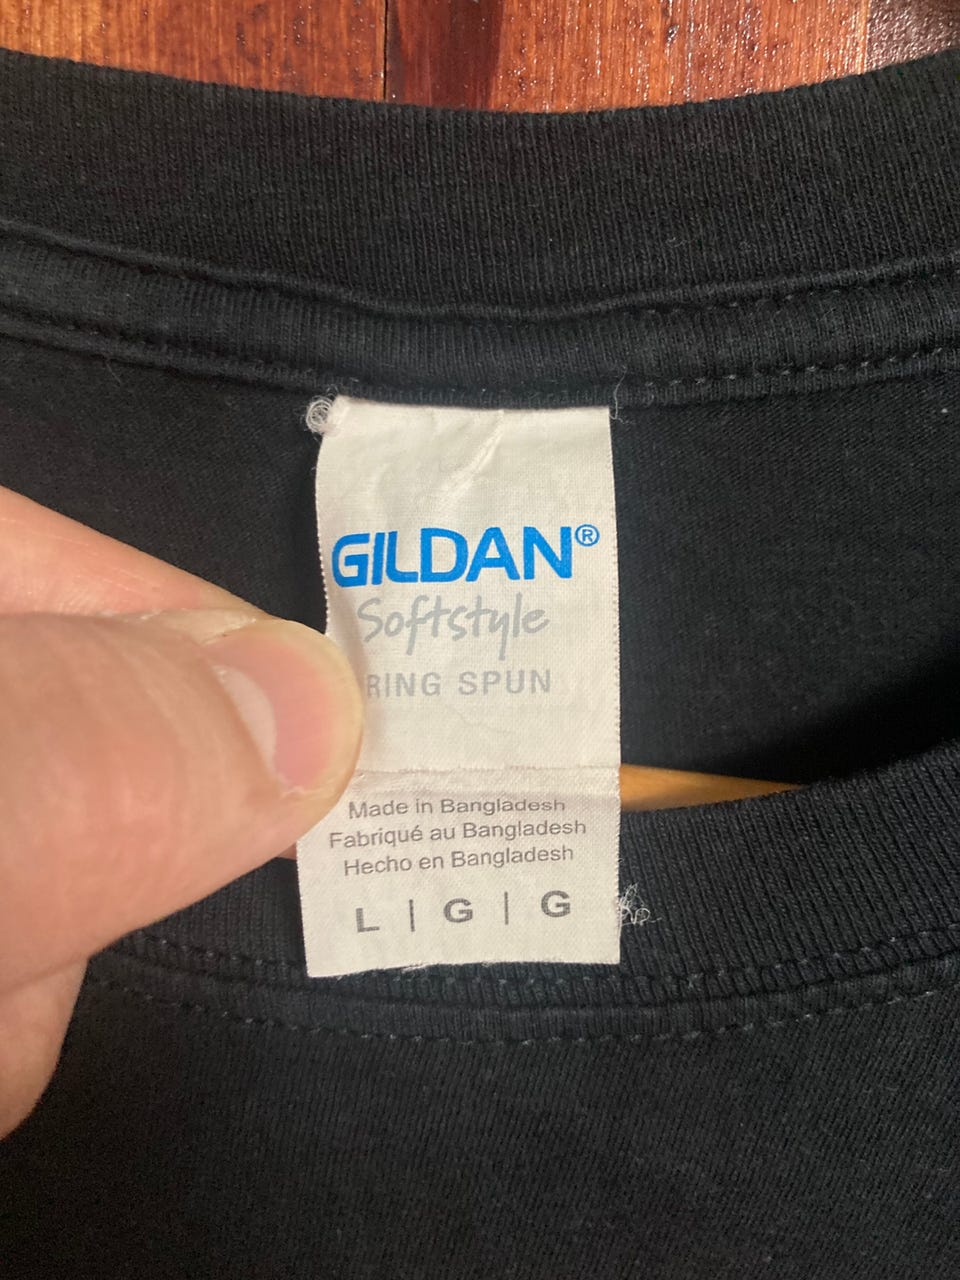 GILDAN®
Softstyle
RING SPUN
Made in Bangladesh
Fabriqué au Bangladesh
Hecho en Bangladesh
L | G | G